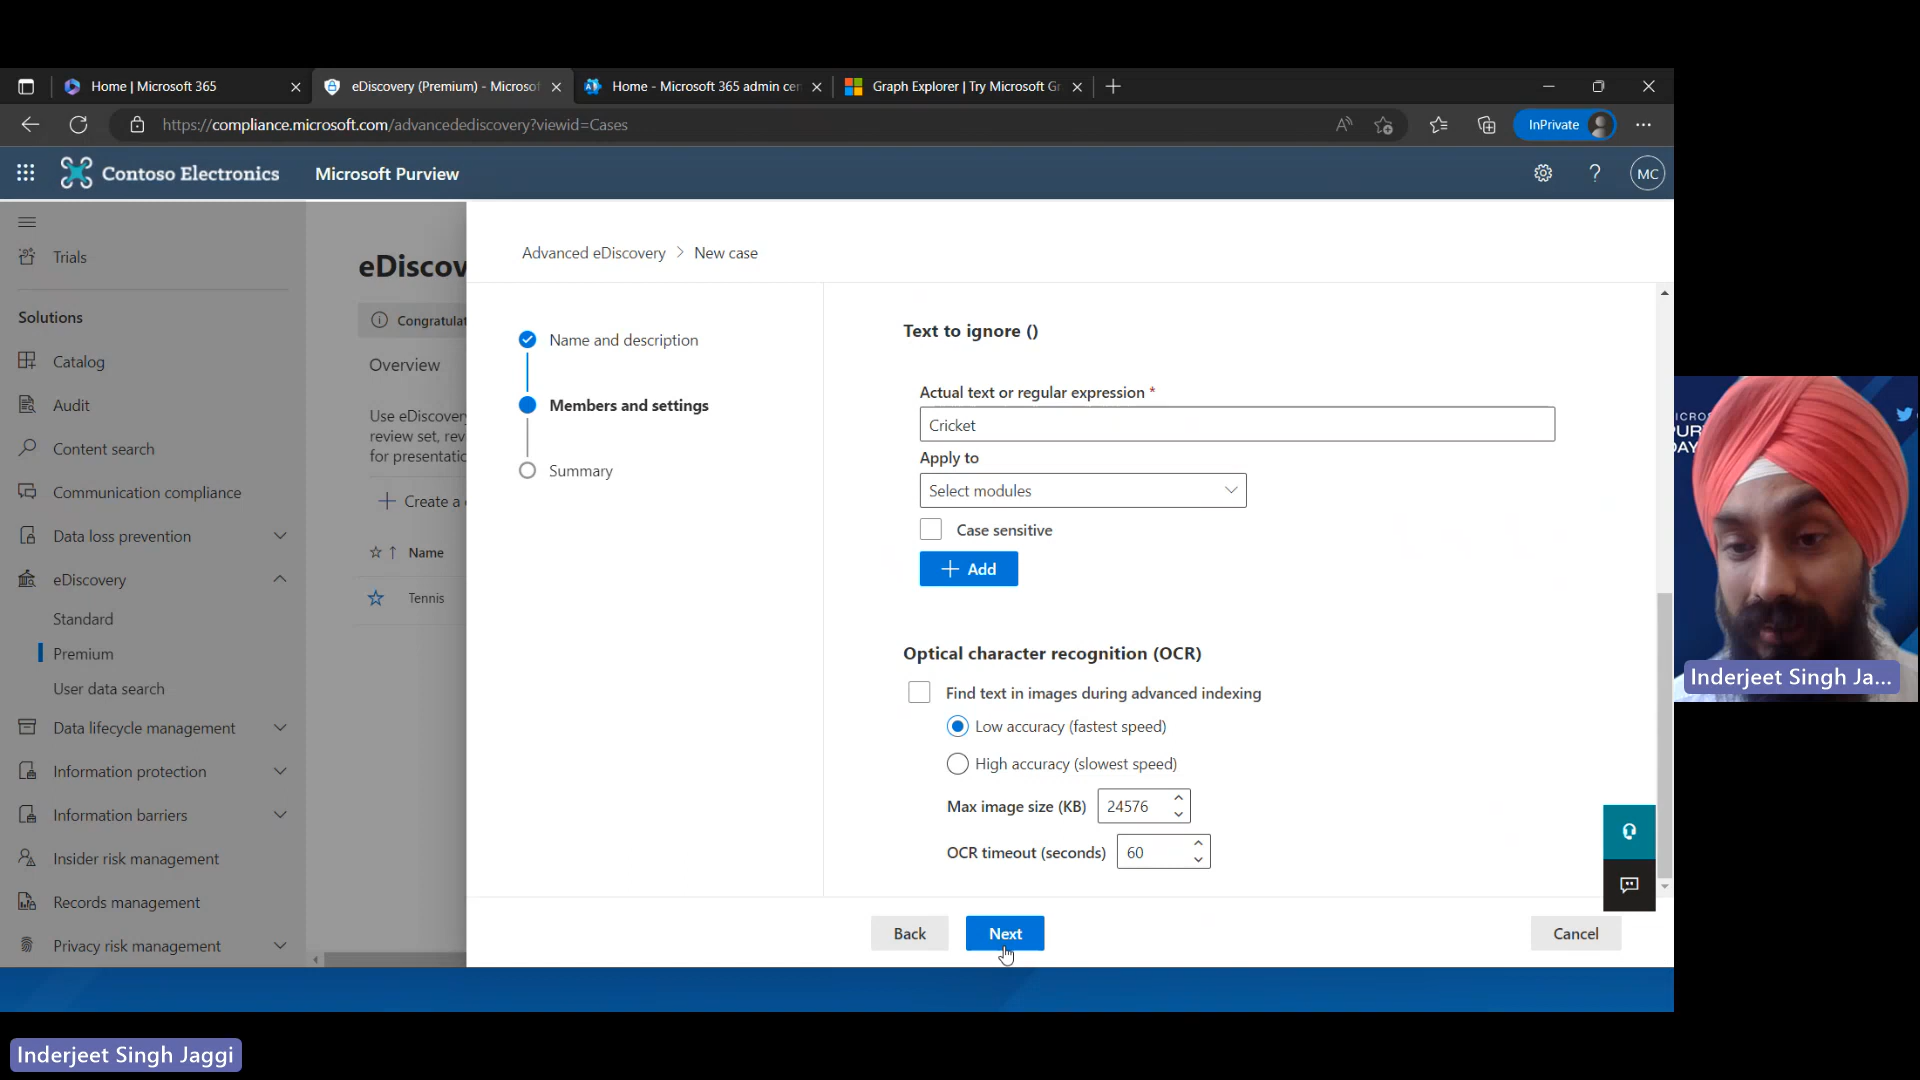 Home | Microsoft 365
eDiscovery (Premium) - Microsof
Home - Microsoft 365 admin cen
Graph Explorer | Try Microsoft Gr
https://compliance.microsoft.com/advancedediscovery?viewid=Cases
InPrivate
Contoso Electronics
Microsoft Purview
MC
Trials
Solutions
Catalog
Audit
Content search
Communication compliance
Data loss prevention
eDiscovery
Standard
Premium
User data search
Data lifecycle management
Information protection
Information barriers
Insider risk management
Records management
Privacy risk management
eDiscov
Congratulat
Overview
Use eDiscovery
review set, rev
for presentatic
Create a
Name
Tennis
Advanced eDiscovery > New case
Name and description
Members and settings
Summary
Text to ignore ()
Actual text or regular expression *
Cricket
Apply to
Select modules
Case sensitive
Add
Optical character recognition (OCR)
Find text in images during advanced indexing
Low accuracy (fastest speed)
High accuracy (slowest speed)
Max image size (KB) 24576
OCR timeout (seconds) 60
Back
Next
Cancel
Inderjeet Singh Ja...
Inderjeet Singh Jaggi